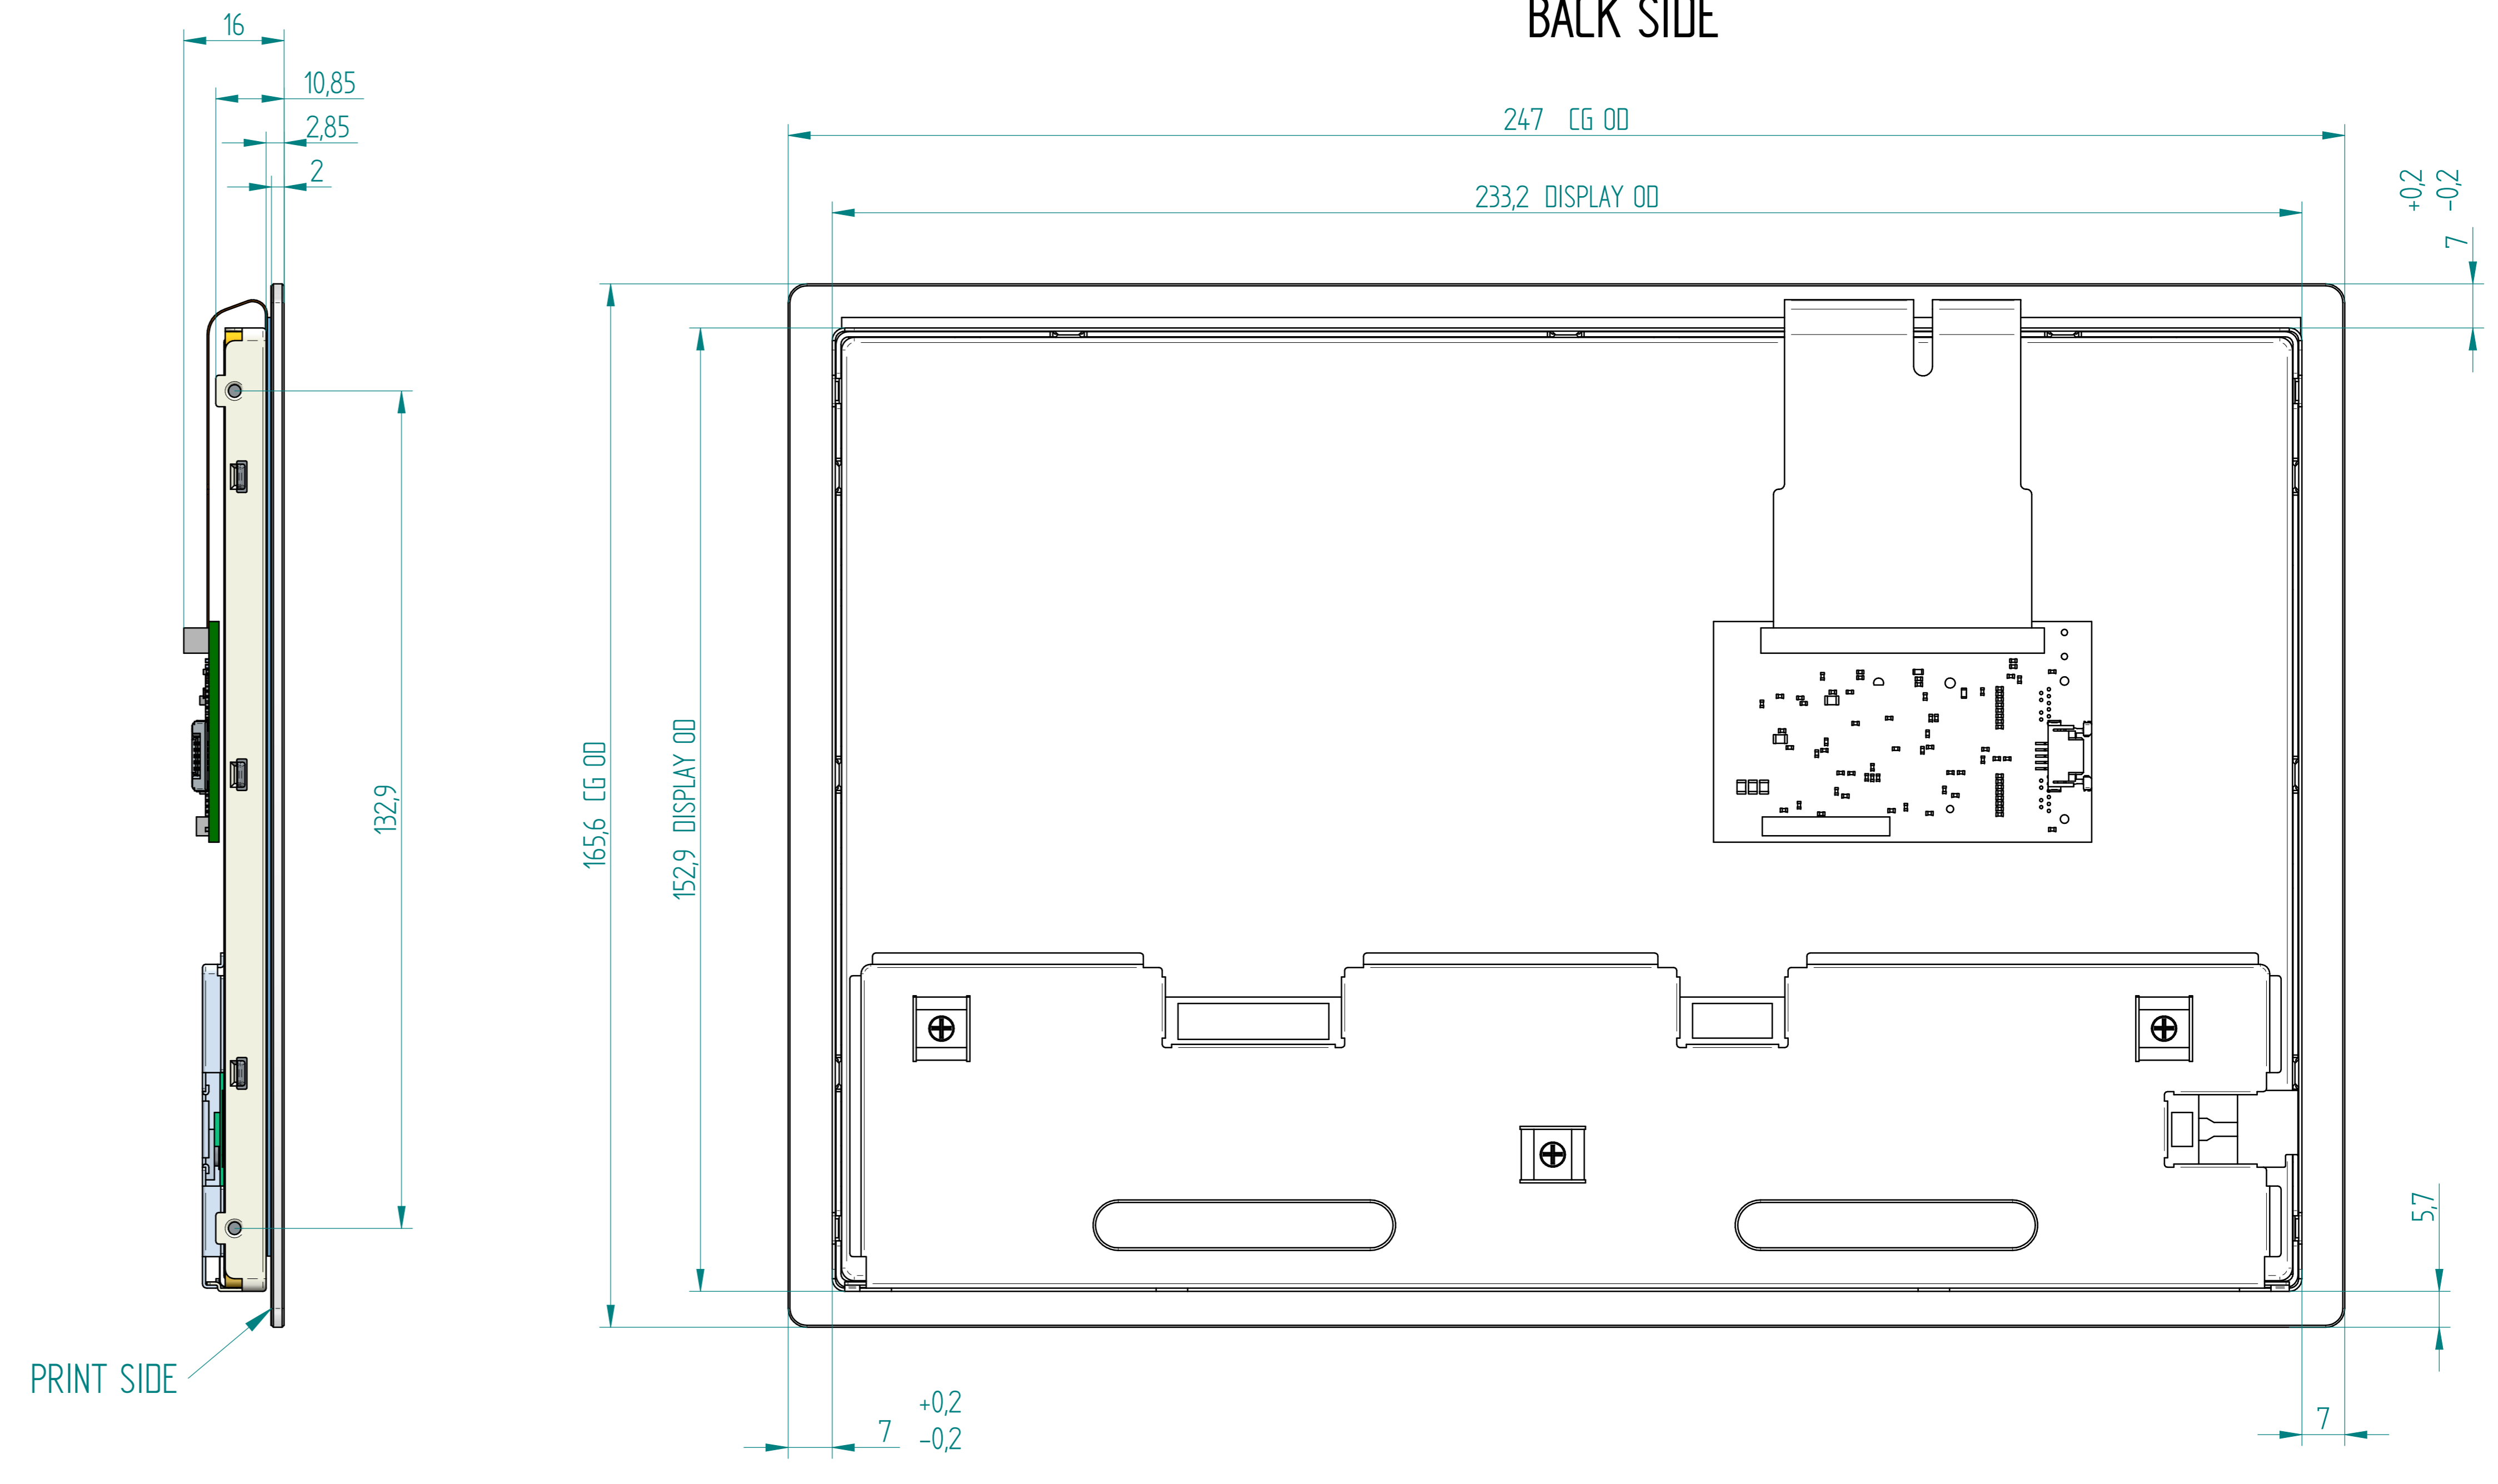 BACK SIDE
16
10,85
2,85
2
247 CG OD
233,2 DISPLAY OD
+0,2
-0,2
7
165,6 CG OD
152,9 DISPLAY OD
132,9
5,7
PRINT SIDE
7
+0,2
-0,2
7